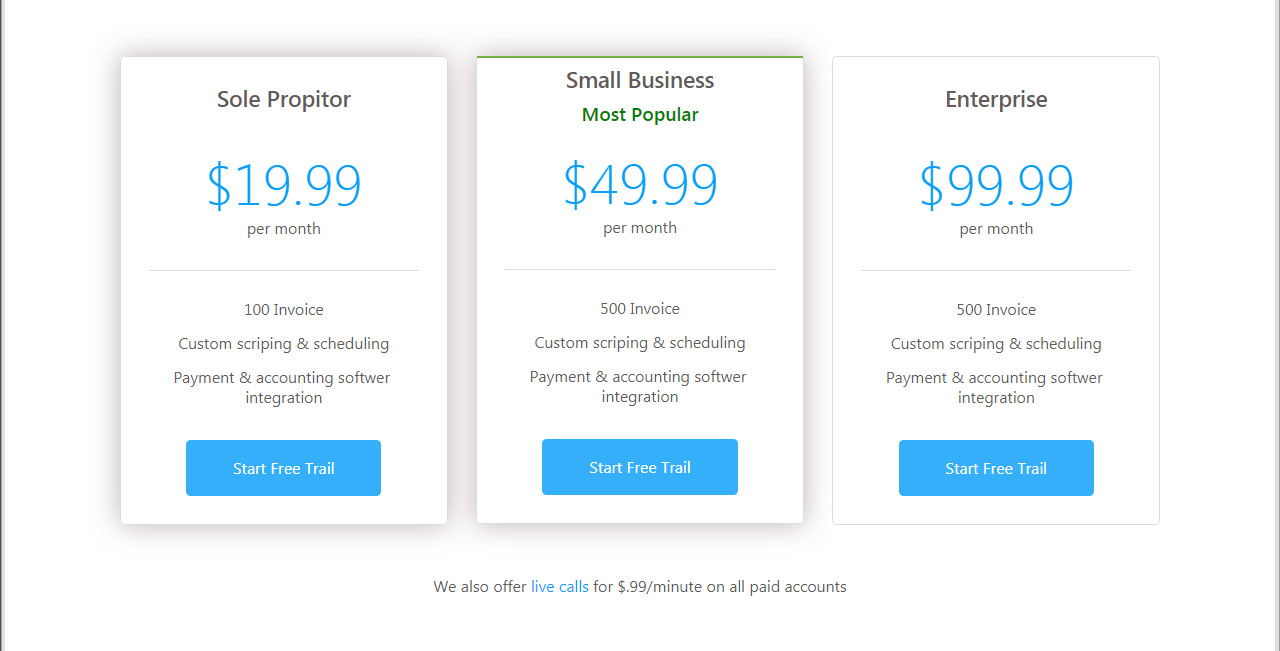 Sole Propitor
$19.99
per month
100 Invoice
Custom scriping & scheduling
Payment & accounting softwer
integration
Start Free Trail
Small Business
Most Popular
$49.99
per month
500 Invoice
Custom scriping & scheduling
Payment & accounting softwer
integration
Start Free Trail
Enterprise
$99.99
per month
500 Invoice
Custom scriping & scheduling
Payment & accounting softwer
integration
Start Free Trail
We also offer live calls for $.99/minute on all paid accounts